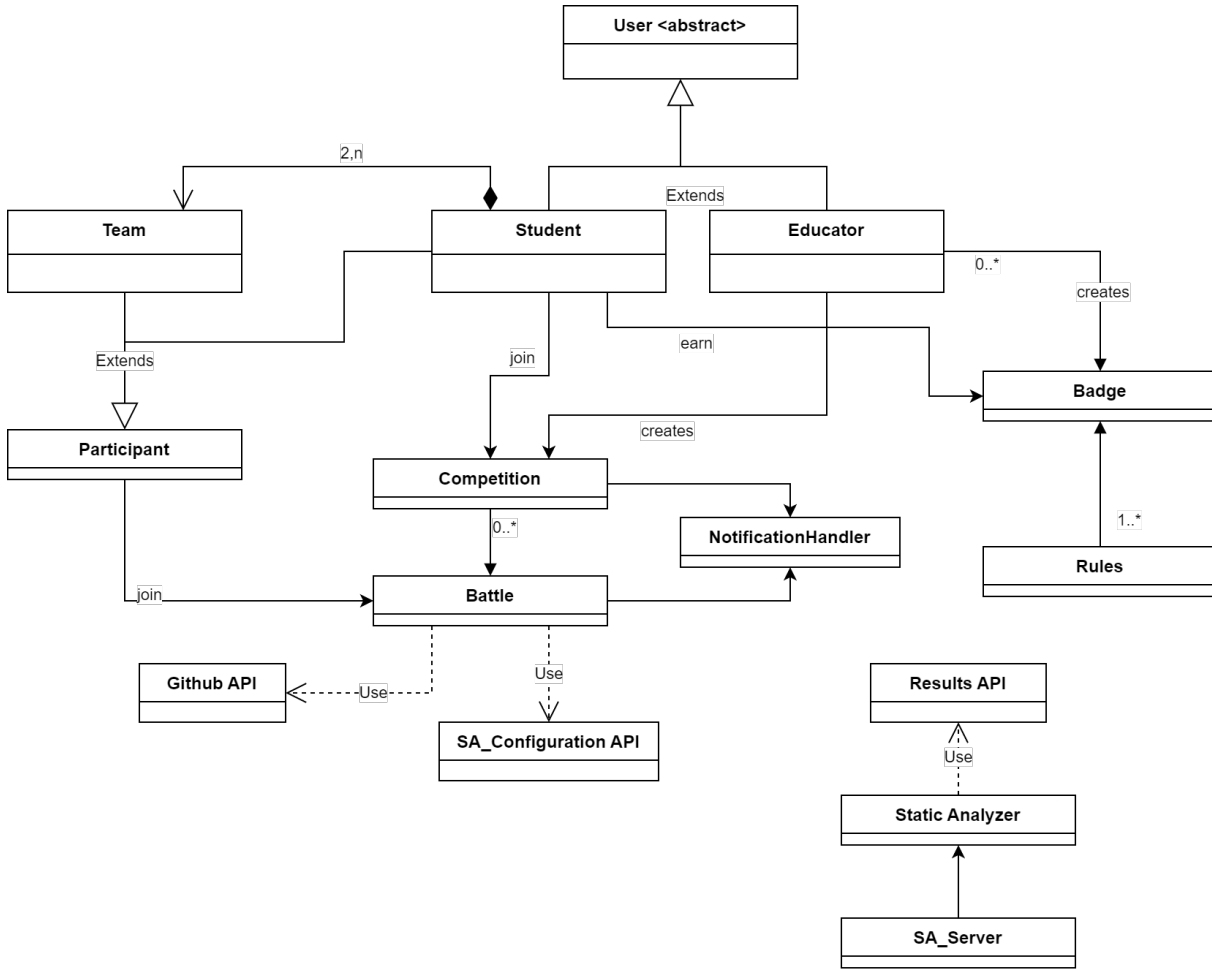 User <abstract>
2,n
Extends
Team
Student
Educator
0..*
creates
earn
join
Extends
Badge
creates
Participant
Competition
0..*
NotificationHandler
1..*
Rules
join
Battle
Use
Use
Github API
Results API
SA_Configuration API
Use
Static Analyzer
SA_Server